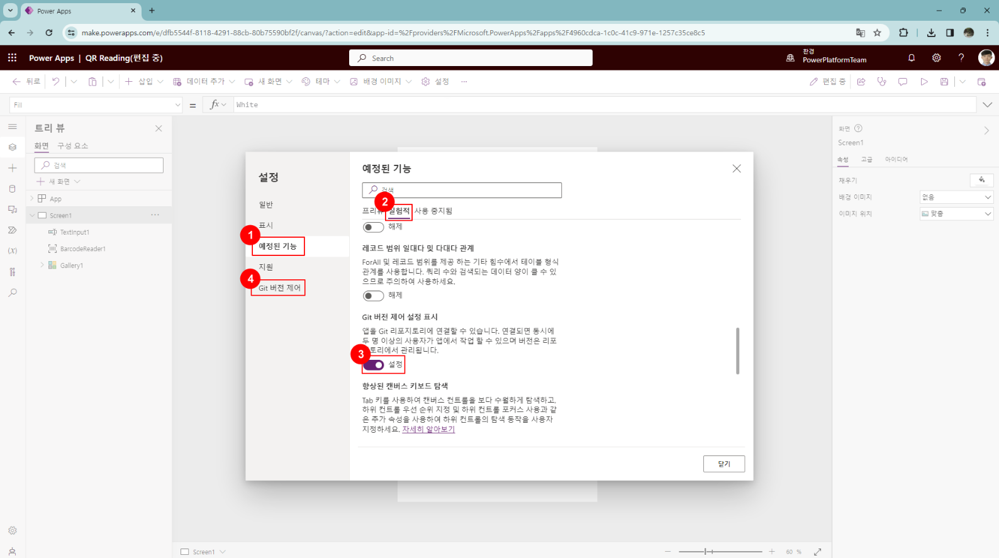 Power Apps
make.powerapps.com/e/dfb5544f-8118-4291-88cb-80b75590bf2f/canvas/?action=edit&app-id=%2Fproviders%2FMicrosoft.PowerApps%2Fapps%2F4960cdca-1c0c-41c9-971e-1257c35ce8c5
Power Apps | QR Reading(편집 중)
Search
환경
PowerPlatformTeam
뒤로
삽입
데이터 추가
새 화면
테마
배경 이미지
설정
편집 중
Fill
=
fx
White
트리 뷰
화면 구성 요소
검색
새 화면
App
Screen1
TextInput1
BarcodeReader1
Gallery1
설정
일반
표시
1
예정된 기능
지원
4
Git 버전 제어
예정된 기능
검색
2
실험적 사용 중지됨
해제
레코드 범위 일대다 및 다대다 관계
ForAll 및 레코드 범위를 제공 하는 기타 함수에서 테이블 형식
관계를 사용합니다. 쿼리 수와 검색되는 데이터 양이 클 수 있
으므로 주의하여 사용하세요.
해제
Git 버전 제어 설정 표시
앱을 Git 리포지토리에 연결할 수 있습니다. 연결되면 동시에
두 명 이상의 사용자가 앱에서 작업 할 수 있으며 버전은 리포
토리에서 관리됩니다.
3
설정
향상된 캔버스 키보드 탐색
Tab 키를 사용하여 캔버스 컨트롤을 보다 수월하게 탐색하고,
하위 컨트롤 우선 순위 지정 및 하위 컨트롤 포커스 사용과 같
은 추가 속성을 사용하여 하위 컨트롤의 탐색 동작을 사용자
지정하세요. 자세히 알아보기
닫기
화면
Screen1
속성 고급 아이디어
채우기
배경 이미지
없음
이미지 위치
맞춤
Screen1
60 %